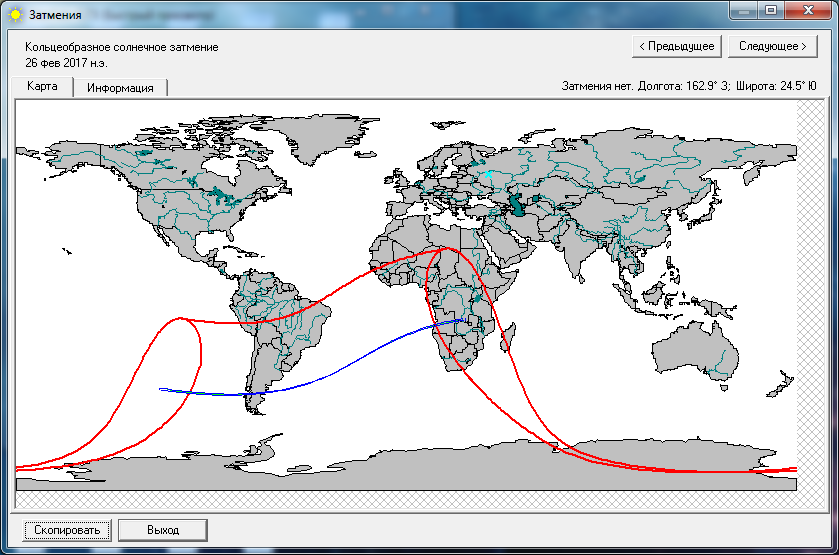 Затмения
Кольцеобразное солнечное затмение
26 фев 2017 н.э.
< Предыдущее
Следующее >
Карта
Информация
Затмения нет. Долгота: 162.9° З; Широта: 24.5° Ю
Скопировать
Выход